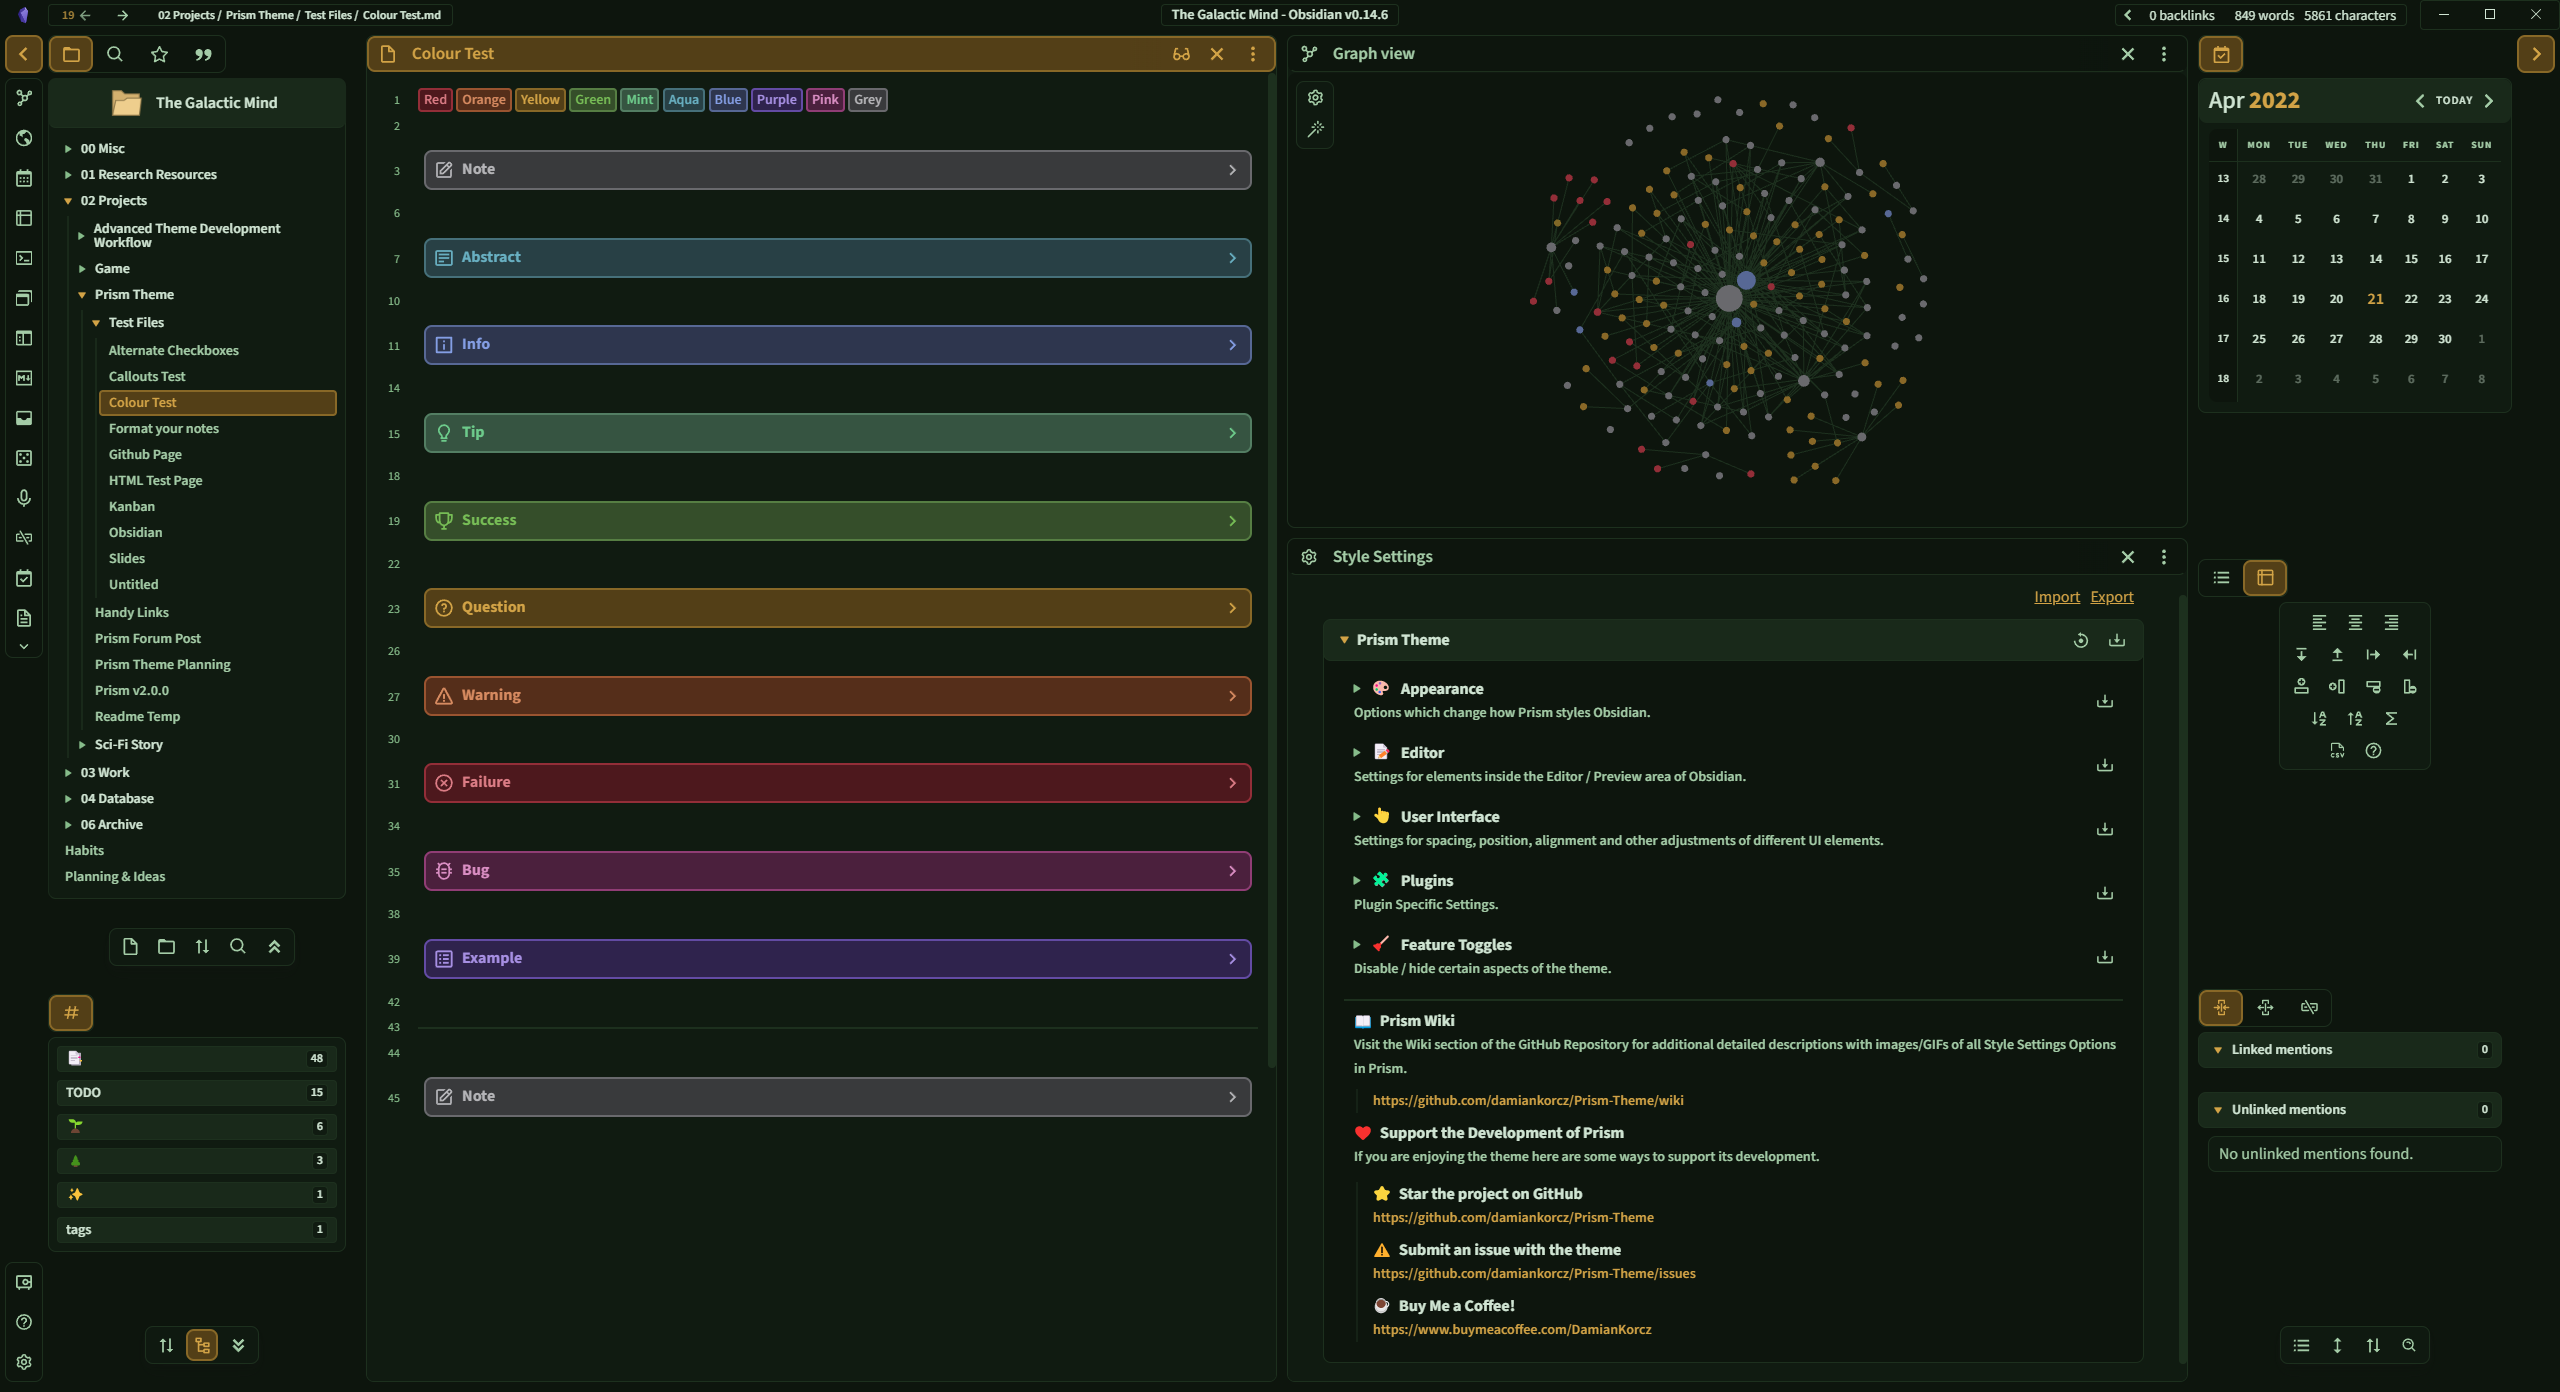 19
02 Projects / Prism Theme / Test Files / Colour Test.md
The Galactic Mind - Obsidian v0.14.6
0 backlinks 849 words 5861 characters
The Galactic Mind
00 Misc
01 Research Resources
02 Projects
Advanced Theme Development
Workflow
Game
Prism Theme
Test Files
Alternate Checkboxes
Callouts Test
Colour Test
Format your notes
Github Page
HTML Test Page
Kanban
Obsidian
Slides
Untitled
Handy Links
Prism Forum Post
Prism Theme Planning
Prism v2.0.0
Readme Temp
Sci-Fi Story
03 Work
04 Database
06 Archive
Habits
Planning & Ideas
#
48
TODO 15
6
3
1
tags 1
Colour Test
1 Red Orange Yellow Green Mint Aqua Blue Purple Pink Grey
2
3 Note
6
7 Abstract
10
11 Info
14
15 Tip
18
19 Success
22
23 Question
26
27 Warning
30
31 Failure
34
35 Bug
38
39 Example
42
43
44
45 Note
Graph view
Style Settings
Import Export
Prism Theme
Appearance
Options which change how Prism styles Obsidian.
Editor
Settings for elements inside the Editor / Preview area of Obsidian.
User Interface
Settings for spacing, position, alignment and other adjustments of different UI elements.
Plugins
Plugin Specific Settings.
Feature Toggles
Disable / hide certain aspects of the theme.
Prism Wiki
Visit the Wiki section of the GitHub Repository for additional detailed descriptions with images/GIFs of all Style Settings Options
in Prism.
https://github.com/damiankorcz/Prism-Theme/wiki
Support the Development of Prism
If you are enjoying the theme here are some ways to support its development.
Star the project on GitHub
https://github.com/damiankorcz/Prism-Theme
Submit an issue with the theme
https://github.com/damiankorcz/Prism-Theme/issues
Buy Me a Coffee!
https://www.buymeacoffee.com/DamianKorcz
Apr 2022 TODAY
W MON TUE WED THU FRI SAT SUN
13 28 29 30 31 1 2 3
14 4 5 6 7 8 9 10
15 11 12 13 14 15 16 17
16 18 19 20 21 22 23 24
17 25 26 27 28 29 30 1
18 2 3 4 5 6 7 8
CSV
Linked mentions 0
Unlinked mentions 0
No unlinked mentions found.